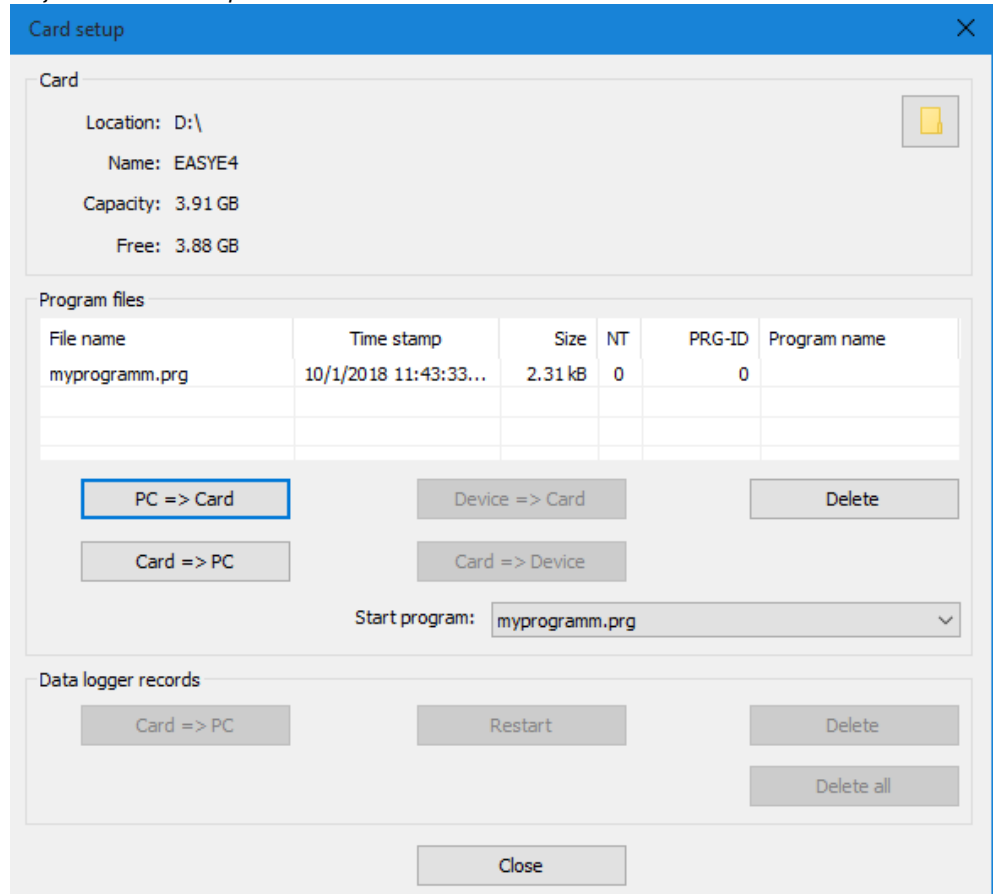 Card setup
Card
Location: D:\
Name: EASYE4
Capacity: 3.91 GB
Free: 3.88 GB
Program files
File name Time stamp Size NT PRG-ID Program name
myprogramm.prg 10/1/2018 11:43:33... 2.31 kB 0 0
PC => Card Device => Card Delete
Card => PC Card => Device
Start program: myprogramm.prg
Data logger records
Card => PC Restart Delete
Delete all
Close